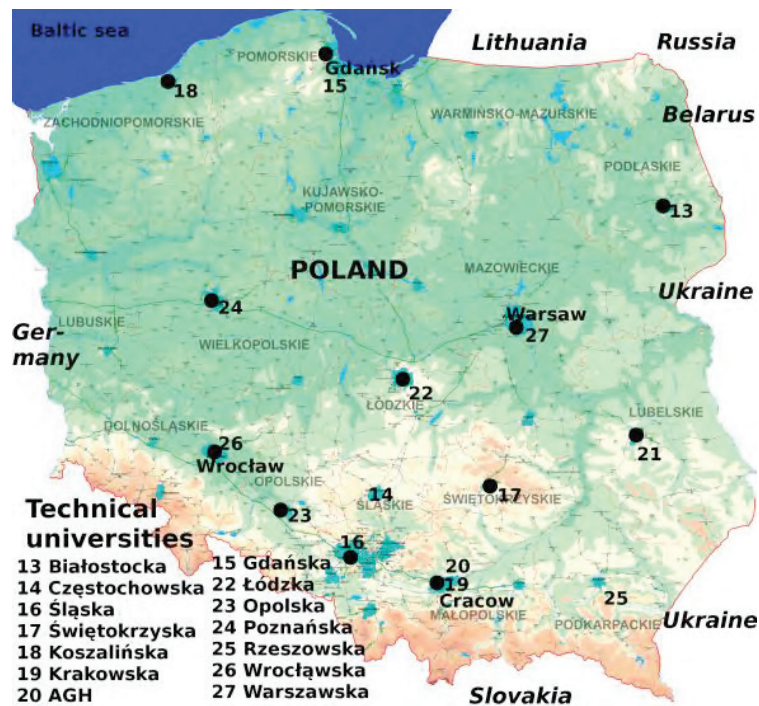 Baltic sea
Lithuania
Russia
POMORSKIE
Gdańsk
15
18
Belarus
ZACHODNIOPOMORSKIE
WARMIŃSKO-MAZURSKIE
PODLASKIE
KUJAWSKO-
POMORSKIE
13
POLAND
MAZOWIECKIE
Ukraine
24
Warsaw
27
Ger-
many
LUBUSKIE
WIELKOPOLSKIE
22
ŁÓDZKIE
DOLNOŚLĄSKIE
LUBELSKIE
26
Wrocław
21
OPOLSKIE
14
ŚLĄSKIE
17
ŚWIĘTOKRZYSKIE
23
16
20
19
Cracow
MAŁOPOLSKIE
25
PODKARPACKIE
Ukraine
Slovakia
Technical
universities
13 Białostocka
14 Częstochowska
16 Śląska
17 Świętokrzyska
18 Koszalińska
19 Krakowska
20 AGH
15 Gdańska
22 Łódzka
23 Opolska
24 Poznańska
25 Rzeszowska
26 Wrocłąwska
27 Warszawska